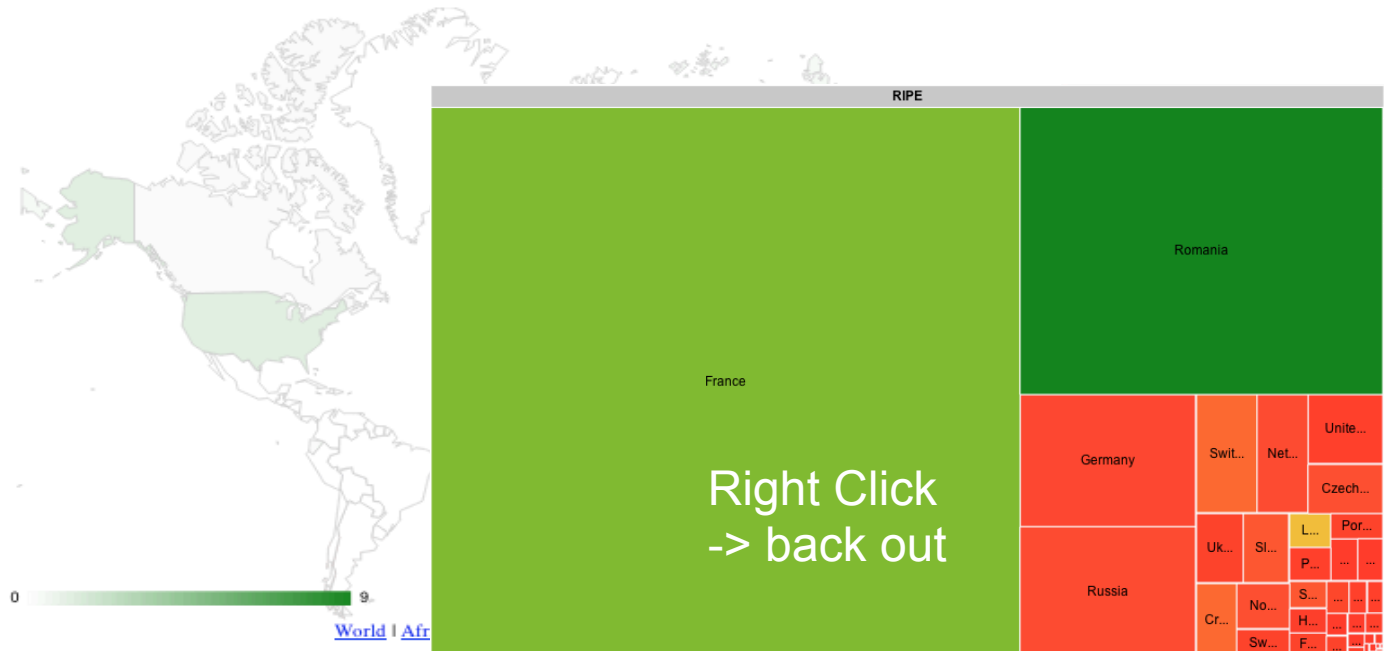 RIPE
Romania
France
Germany
Swit...
Net...
Unite...
Czech...
Right Click
-> back out
Uk...
Sl...
L...
Por...
P...
...
...
Russia
Cr...
No...
Sw...
S...
H...
F...
...
...
...
...
...
...
...
...
0
9
World | Afr